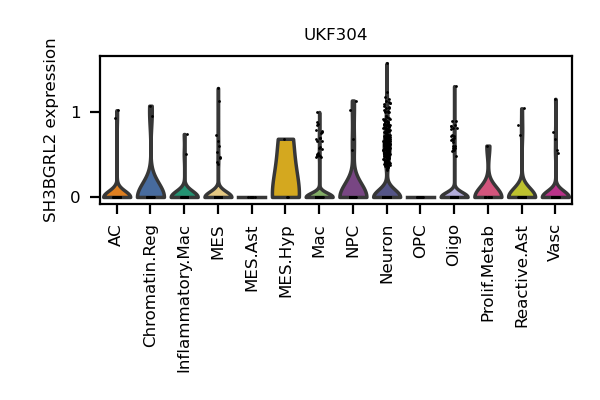 UKF304
SH3BGRL2 expression
1
0
AC
Chromatin.Reg
Inflammatory.Mac
MES
MES.Ast
MES.Hyp
Mac
NPC
Neuron
OPC
Oligo
Prolif.Metab
Reactive.Ast
Vasc